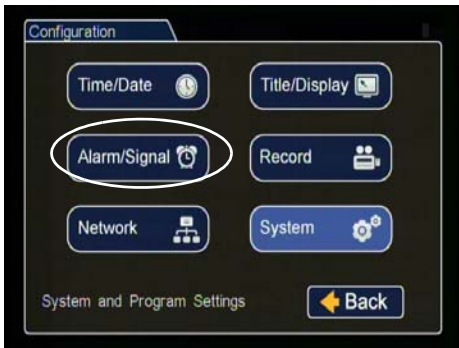 Configuration
Time/Date
Title/Display
Alarm/Signal
Record
Network
System
System and Program Settings
Back